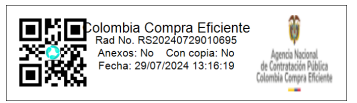 Colombia Compra Eficiente
Rad No. RS20240729010695
Anexos: No Con copia: No
Fecha: 29/07/2024 13:16:19
Agencia Nacional
de Contratación Pública
Colombia Compra Eficiente